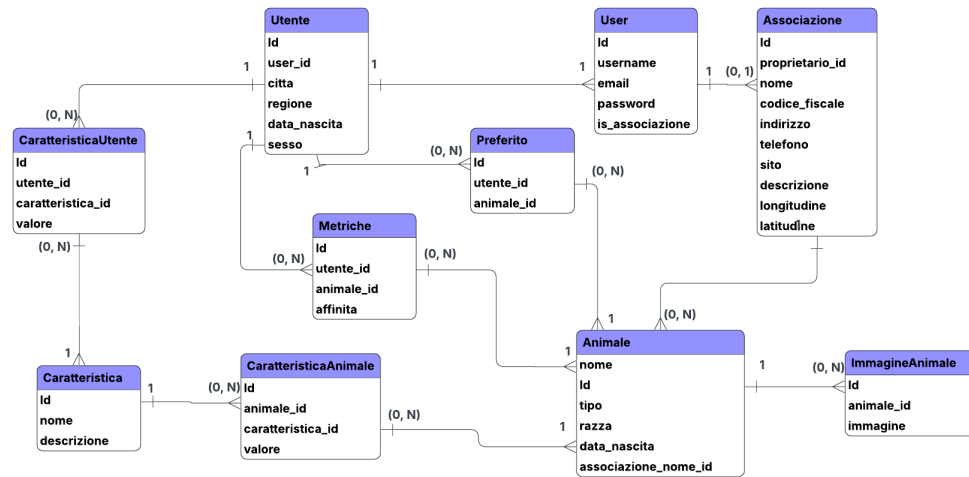 Utente
Id
user_id
citta
regione
data_nascita
sesso
User
Id
username
email
password
is_associazione
Associazione
Id
proprietario_id
nome
codice_fiscale
indirizzo
telefono
sito
descrizione
longitudine
latitudine
1
1
1
1
(0, 1)
(0, N)
CaratteristicaUtente
Id
utente_id
caratteristica_id
valore
1
1
(0, N)
Preferito
Id
utente_id
animale_id
(0, N)
(0, N)
Metriche
Id
utente_id
animale_id
affinita
(0, N)
(0, N)
1
(0, N)
1
Caratteristica
Id
nome
descrizione
1
(0, N)
CaratteristicaAnimale
Id
animale_id
caratteristica_id
valore
(0, N)
1
1
Animale
nome
Id
tipo
razza
data_nascita
associazione_nome_id
1
(0, N)
ImmagineAnimale
Id
animale_id
immagine